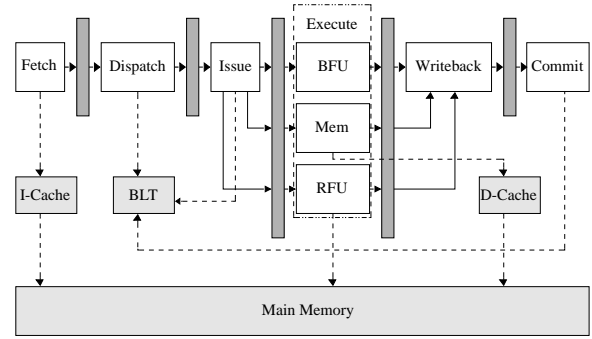 Execute
Fetch
Dispatch
Issue
BFU
Writeback
Commit
Mem
I-Cache
BLT
RFU
D-Cache
Main Memory